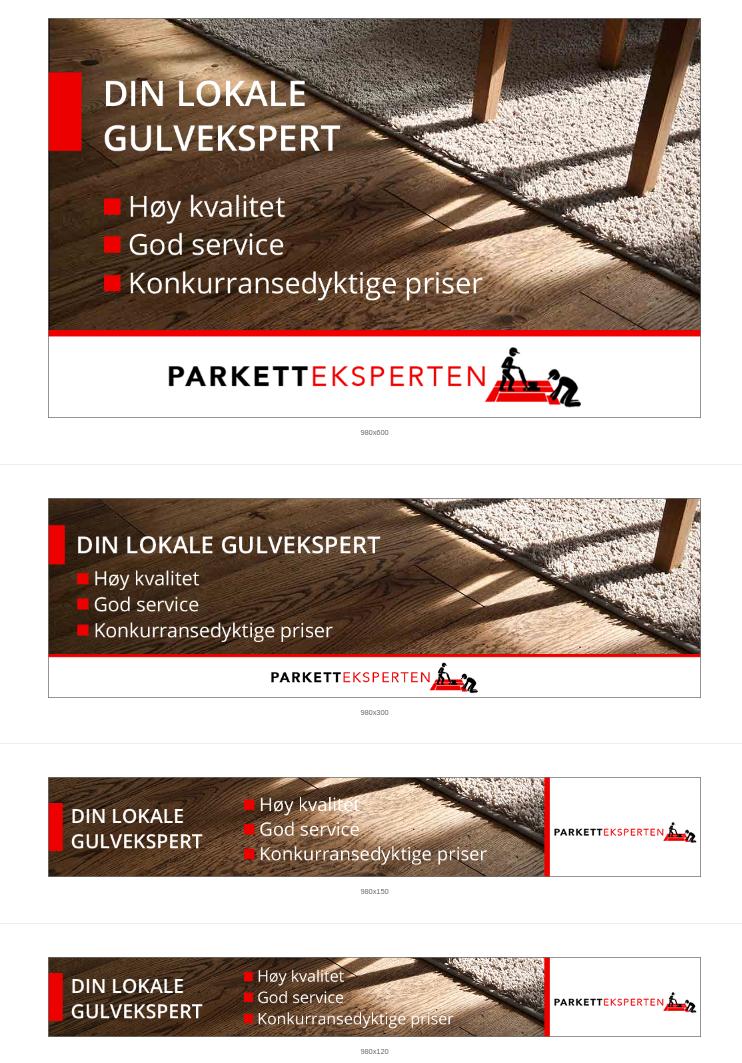 DIN LOKALE
GULVEKSPERT
Høy kvalitet
God service
Konkurransedyktige priser
PARKETTEKSPERTEN
980x600
DIN LOKALE GULVEKSPERT
Høy kvalitet
God service
Konkurransedyktige priser
PARKETTEKSPERTEN
980x300
DIN LOKALE
GULVEKSPERT
Høy kvalitet
God service
Konkurransedyktige priser
PARKETTEKSPERTEN
980x150
DIN LOKALE
GULVEKSPERT
Høy kvalitet
God service
Konkurransedyktige priser
PARKETTEKSPERTEN
980x120